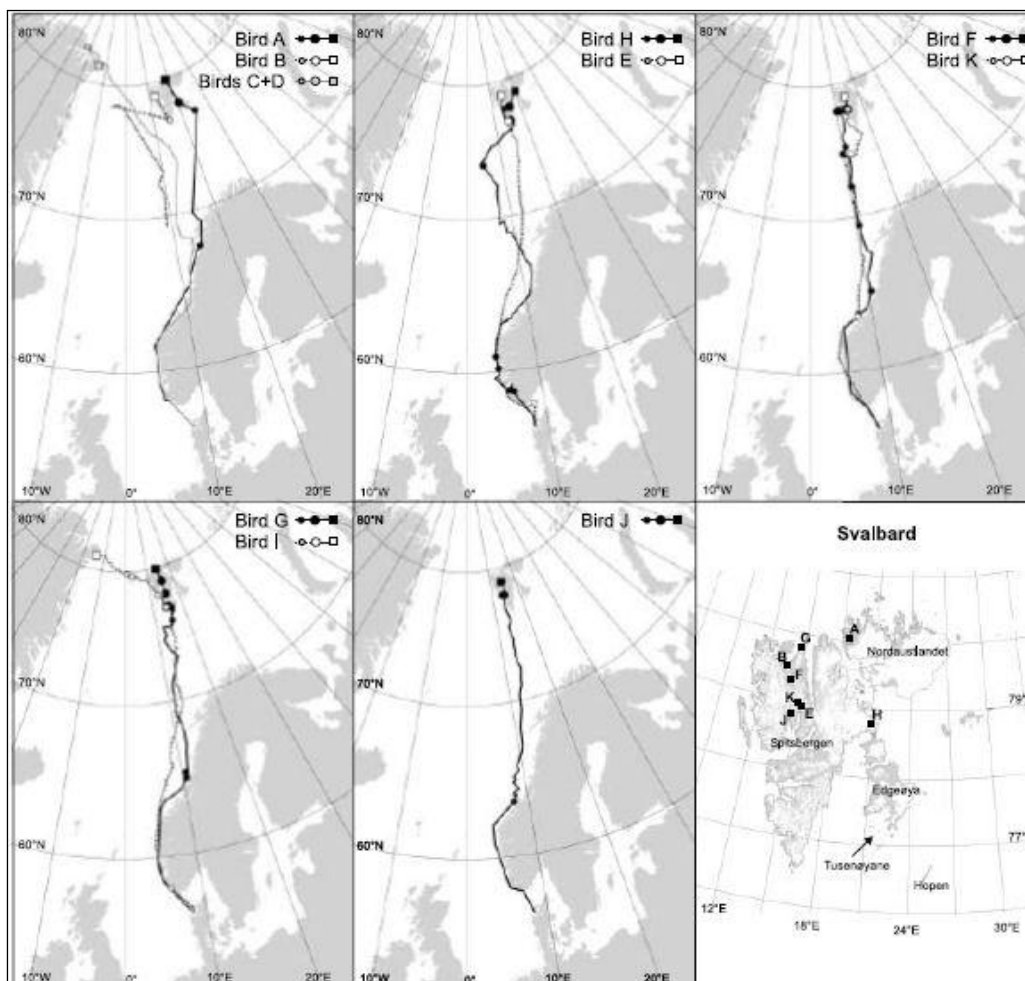 80°N
Bird A
Bird B
Birds C+D
70°N
60°N
10°W
0°
10°E
20°E
Bird H
Bird E
80°N
70°N
60°N
10°W
0°
10°E
20°E
Bird F
Bird K
80°N
70°N
60°N
10°W
0°
10°E
20°E
Bird G
Bird I
80°N
70°N
60°N
10°W
0°
10°E
20°E
Bird J
80°N
70°N
60°N
10°W
0°
10°E
20°E
Svalbard
A
G
B
Nordaustlandet
F
K
E
79°N
J
H
Spitsbergen
Edgeøya
77°N
Tusenøyane
Hopen
12°E
18°E
24°E
30°E